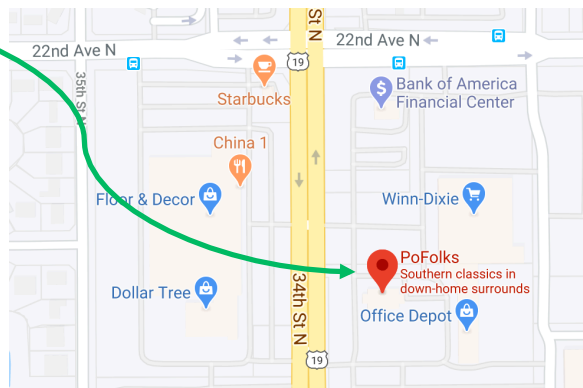 22nd Ave N
22nd Ave N
St N
19
35th St N
Starbucks
$
Bank of America
Financial Center
China 1
Floor & Decor
Winn-Dixie
PoFolks
Southern classics in
down-home surrounds
Dollar Tree
34th St N
Office Depot
19